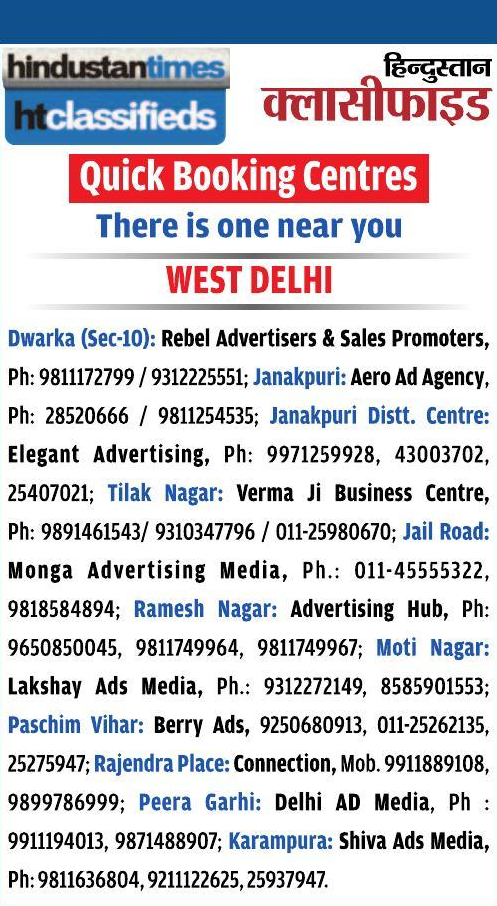 hindustantimes
htclassifieds
हिन्दुस्तान
क्लासीफाइड
Quick Booking Centres
There is one near you
WEST DELHI
Dwarka (Sec-10): Rebel Advertisers & Sales Promoters,
Ph: 9811172799 / 9312225551; Janakpuri: Aero Ad Agency,
Ph: 28520666 / 9811254535; Janakpuri Distt. Centre:
Elegant Advertising, Ph: 9971259928, 43003702,
25407021; Tilak Nagar: Verma Ji Business Centre,
Ph: 9891461543/ 9310347796 / 011-25980670; Jail Road:
Monga Advertising Media, Ph.: 011-45555322,
9818584894; Ramesh Nagar: Advertising Hub, Ph:
9650850045, 9811749964, 9811749967; Moti Nagar:
Lakshay Ads Media, Ph.: 9312272149, 8585901553;
Paschim Vihar: Berry Ads, 9250680913, 011-25262135,
25275947; Rajendra Place: Connection, Mob. 9911889108,
9899786999; Peera Garhi: Delhi AD Media, Ph :
9911194013, 9871488907; Karampura: Shiva Ads Media,
Ph: 9811636804, 9211122625, 25937947.